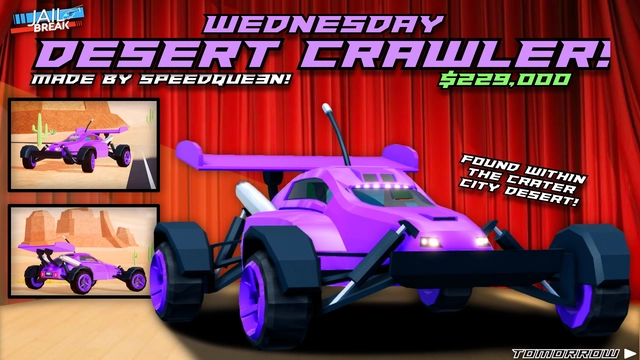 JAIL
BREAK
WEDNESDAY
DESERT CRAWLER!
MADE BY SPEEDQUE3N!
$229,000
FOUND WITHIN
THE CRATER
CITY DESERT!
TOMORROW